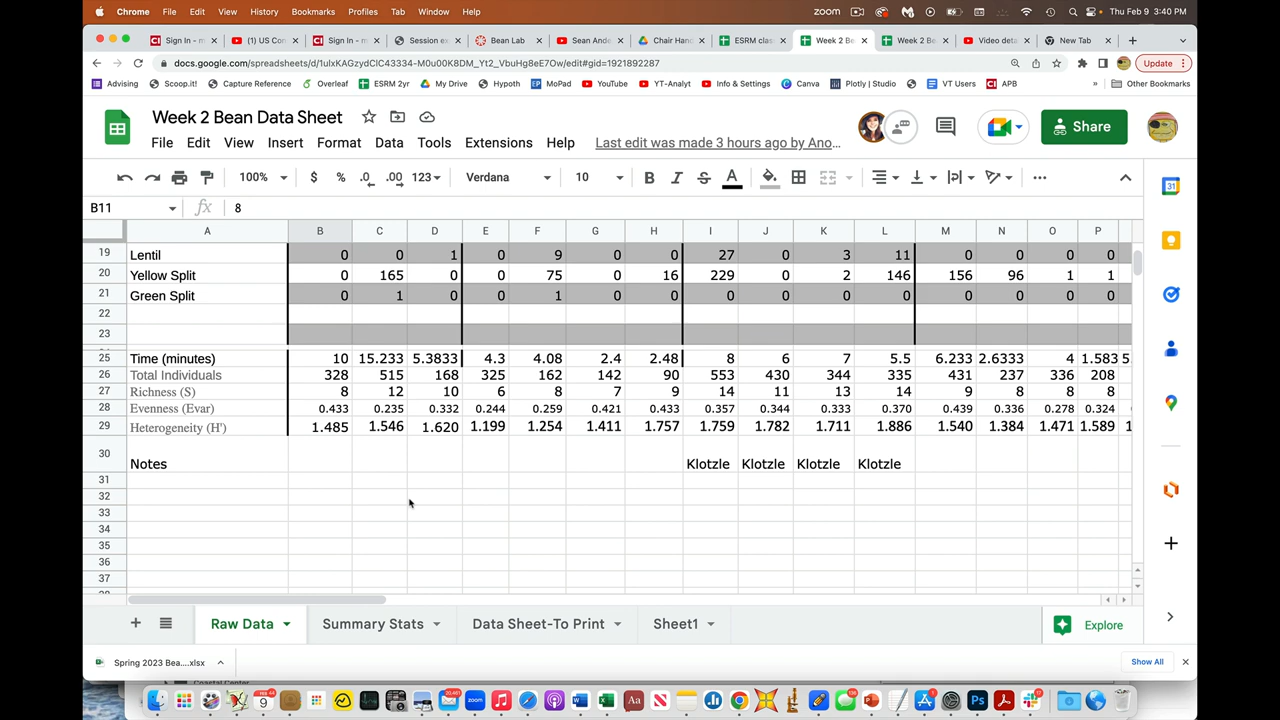 Chrome File Edit View History Bookmarks Profiles Tab Window Help zoom Thu Feb 9 3:40 PM
Sign In - m (1) US Con Sign In - m Session ex Bean Lab Sean Ande Chair Hand ESRM clas Week 2 Be Week 2 Be Video deta New Tab
docs.google.com/spreadsheets/d/1ulxKAGzydClC43334-M0u00K8DM_Yt2_VbuHg8eE7Ow/edit#gid=1921892287 Update
Advising Scoop.it! Capture Reference Overleaf ESRM 2yr My Drive Hypoth MoPad YouTube YT-Analyt Info & Settings Canva Plotly | Studio VT Users APB » Other Bookmarks
Week 2 Bean Data Sheet Share
File Edit View Insert Format Data Tools Extensions Help Last edit was made 3 hours ago by Ano...
100% $ % .0 .00 123 Verdana 10 B I S A
B11 fx 8
A B C D E F G H I J K L M N O P
19 Lentil 0 0 1 0 9 0 0 27 0 3 11 0 0 0 0
20 Yellow Split 0 165 0 0 75 0 16 229 0 2 146 156 96 1 1
21 Green Split 0 1 0 0 1 0 0 0 0 0 0 0 0 0 0
22
23
25 Time (minutes) 10 15.233 5.3833 4.3 4.08 2.4 2.48 8 6 7 5.5 6.233 2.6333 4 1.583 5
26 Total Individuals 328 515 168 325 162 142 90 553 430 344 335 431 237 336 208
27 Richness (S) 8 12 10 6 8 7 9 14 11 13 14 9 8 8 8
28 Evenness (Evar) 0.433 0.235 0.332 0.244 0.259 0.421 0.433 0.357 0.344 0.333 0.370 0.439 0.336 0.278 0.324
29 Heterogeneity (H') 1.485 1.546 1.620 1.199 1.254 1.411 1.757 1.759 1.782 1.711 1.886 1.540 1.384 1.471 1.589 1
30 Notes Klotzle Klotzle Klotzle Klotzle
31
32
33
34
35
36
37
Raw Data Summary Stats Data Sheet-To Print Sheet1 Explore
Spring 2023 Bea....xlsx Show All